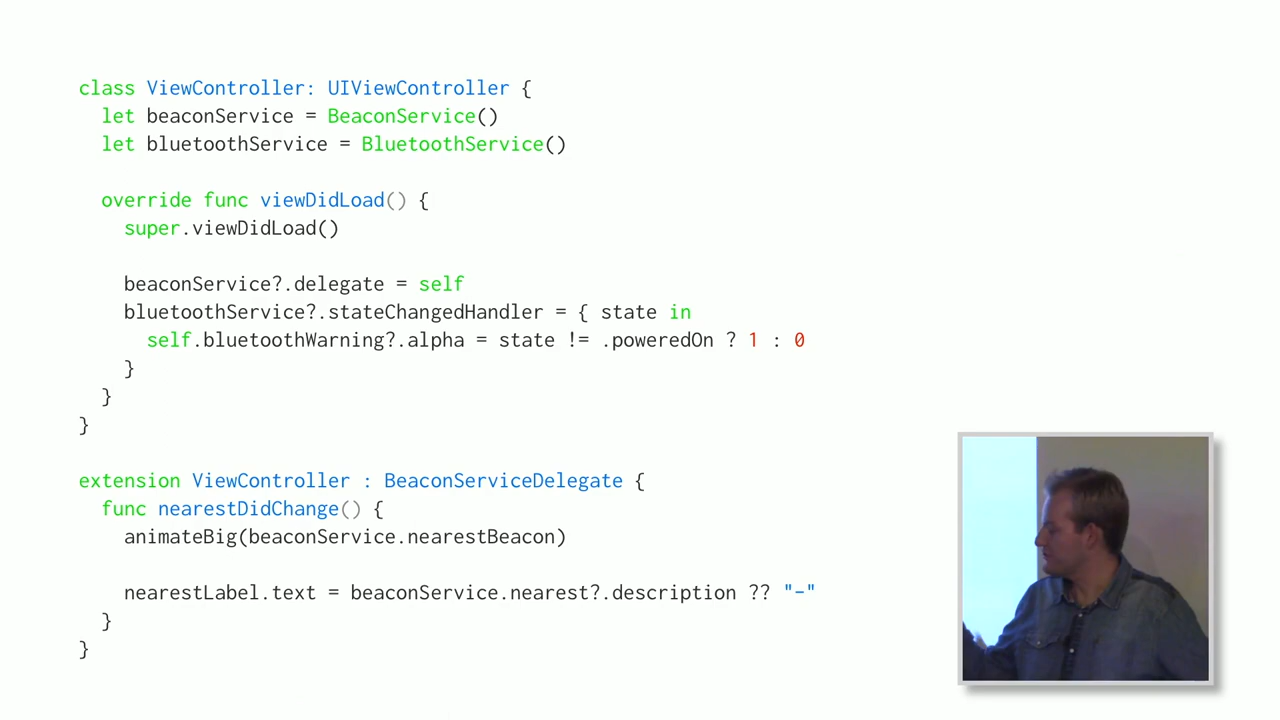 class ViewController: UIViewController {
let beaconService = BeaconService()
let bluetoothService = BluetoothService()
override func viewDidLoad() {
super.viewDidLoad()
beaconService?.delegate = self
bluetoothService?.stateChangedHandler = { state in
self.bluetoothWarning?.alpha = state != .poweredOn ? 1 : 0
}
}
}
extension ViewController : BeaconServiceDelegate {
func nearestDidChange() {
animateBig(beaconService.nearestBeacon)
nearestLabel.text = beaconService.nearest?.description ?? "-"
}
}